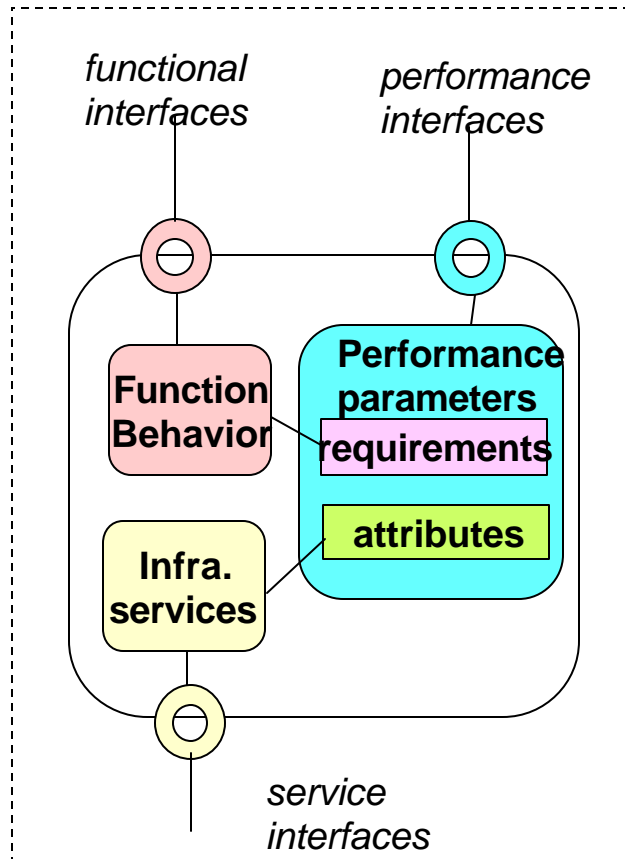 functional
interfaces
performance
interfaces
Function
Behavior
Performance
parameters
requirements
attributes
Infra.
services
service
interfaces